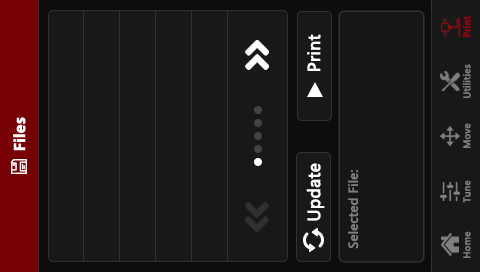 Files
Update
Print
Selected File:
Home
Tune
Move
Utilities
Print